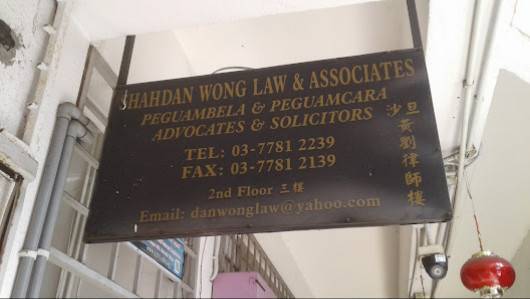 SHAHDAN WONG LAW & ASSOCIATES
PEGUAMBELA & PEGUAMCARA
ADVOCATES & SOLICITORS
TEL: 03-7781 2239
FAX: 03-7781 2139
2nd Floor 三樓
Email: danwonglaw@yahoo.com
沙旦黃劉律師樓